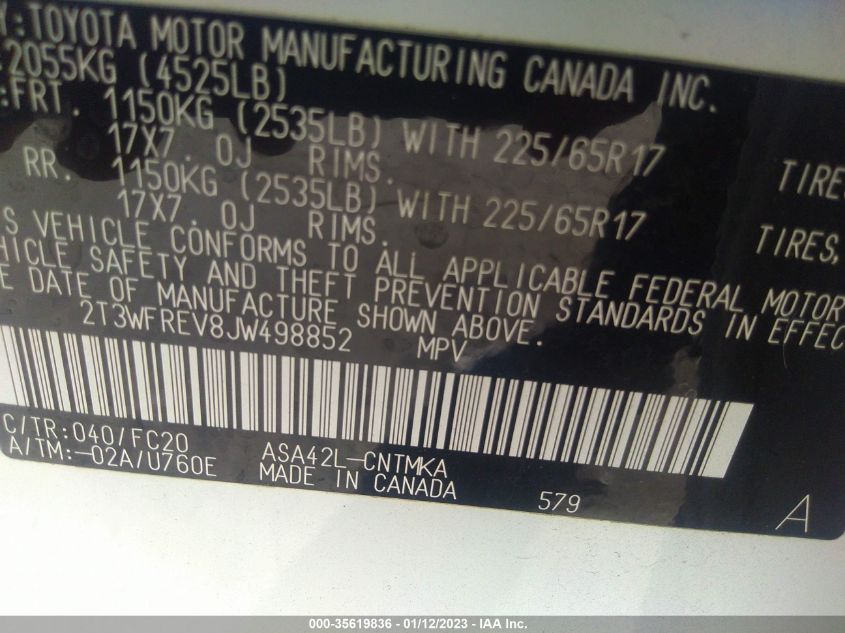 Y:TOYOTA MOTOR MANUFACTURING CANADA INC.
:2055KG (4525LB)
:FRT. 1150KG (2535LB) WITH 225/65R17 TIRES
17X7. 0J RIMS.
RR. 1150KG (2535LB) WITH 225/65R17 TIRES,
17X7. 0J RIMS.
S VEHICLE CONFORMS TO ALL APPLICABLE FEDERAL MOTOR
HICLE SAFETY AND THEFT PREVENTION STANDARDS IN EFFEC
E DATE OF MANUFACTURE SHOWN ABOVE.
2T3WFREV8JW498852 MPV
C/TR:040/FC20 ASA42L-CNTMKA
A/TM:-02A/U760E MADE IN CANADA 579 A
000-35619836 - 01/12/2023 - IAA Inc.